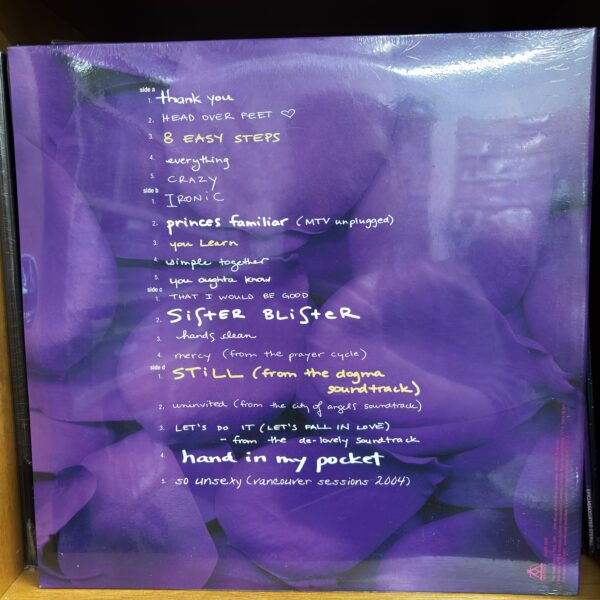 side a
1. thank you
2. HEAD OVER FEET ♡
3. 8 EASY STEPS
4. everything
5. CRAZY
side b
1. IRONIC
2. princes familiar (MTV unplugged)
3. you Learn
4. simple together
5. you oughta know
side c
1. THAT I WOULD BE GOOD
2. SiSTER BLiSTER
3. hands clean
4. mercy (from the prayer cycle)
side d
1. STiLL (from the dogma
soundtrack)
2. uninvited (from the city of angels soundtrack)
3. LET'S DO IT (LET'S FALL IN LOVE)
- from the de-lovely soundtrack
4. hand in my pocket
5. so unsexy (vancouver sessions 2004)